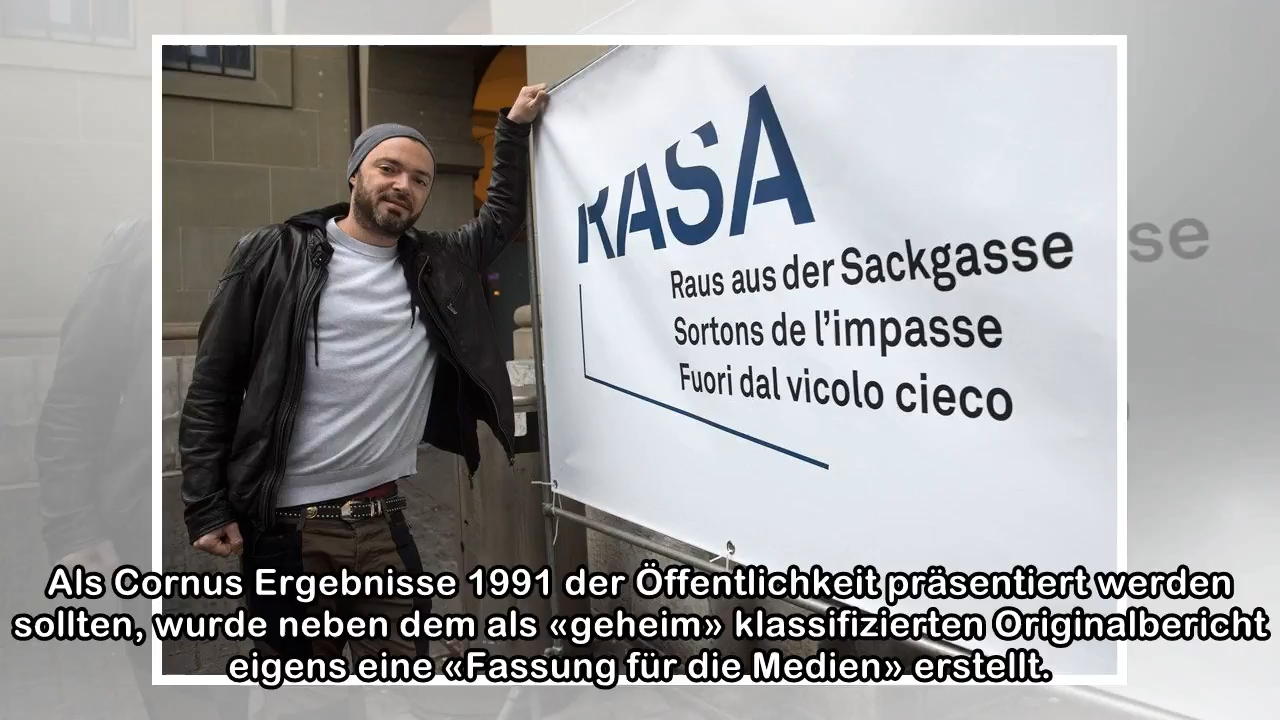 RASA
Raus aus der Sackgasse
Sortons de l’impasse
Fuori dal vicolo cieco
sse
Als Cornus Ergebnisse 1991 der Öffentlichkeit präsentiert werden
sollten, wurde neben dem als «geheim» klassifizierten Originalbericht
eigens eine «Fassung für die Medien» erstellt.